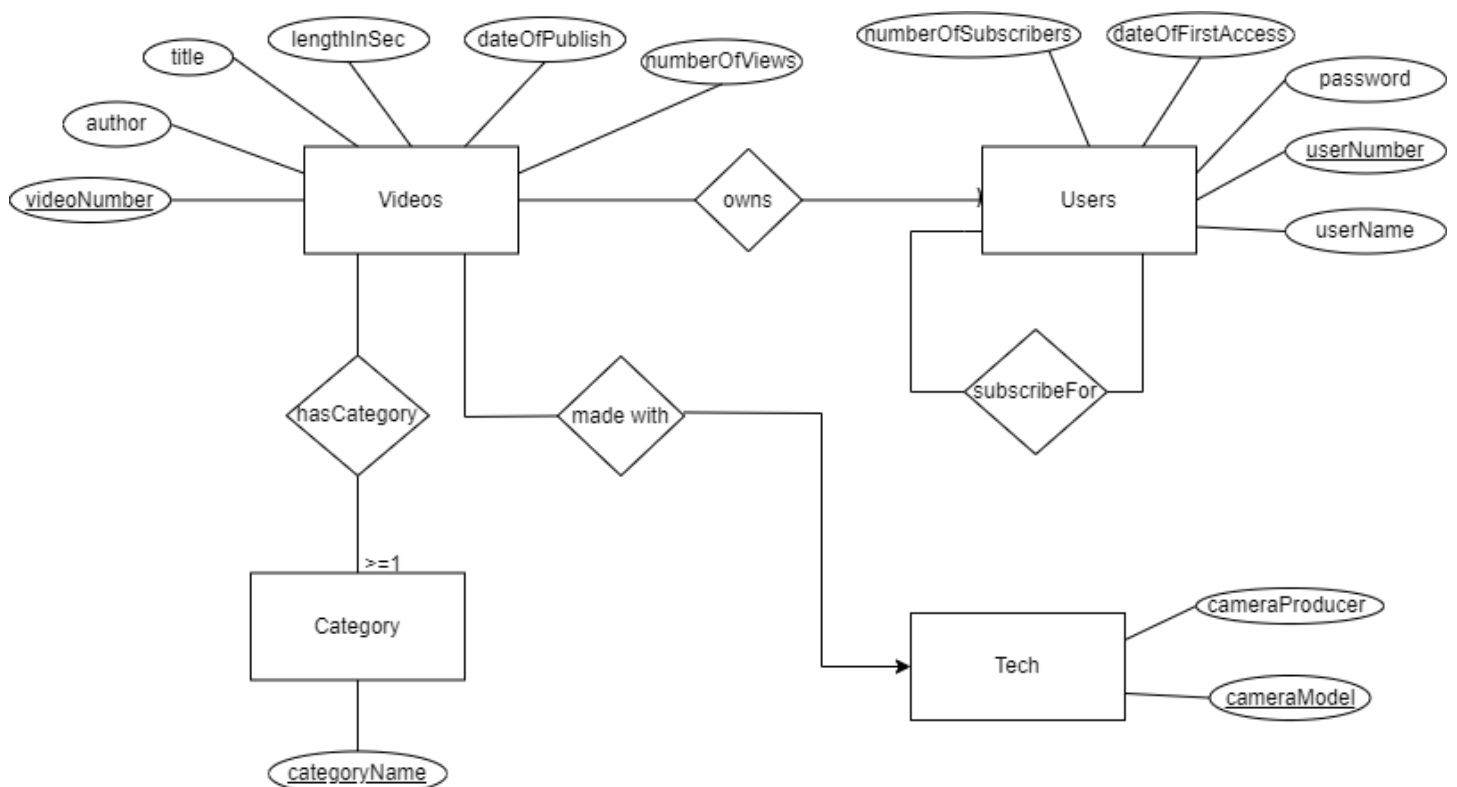 numberOfSubscribers
dateOfFirstAccess
lengthInSec
dateOfPublish
title
numberOfViews
password
author
userNumber
videoNumber
Videos
owns
Users
userName
hasCategory
made with
subscribeFor
>=1
Category
cameraProducer
Tech
cameraModel
categoryName